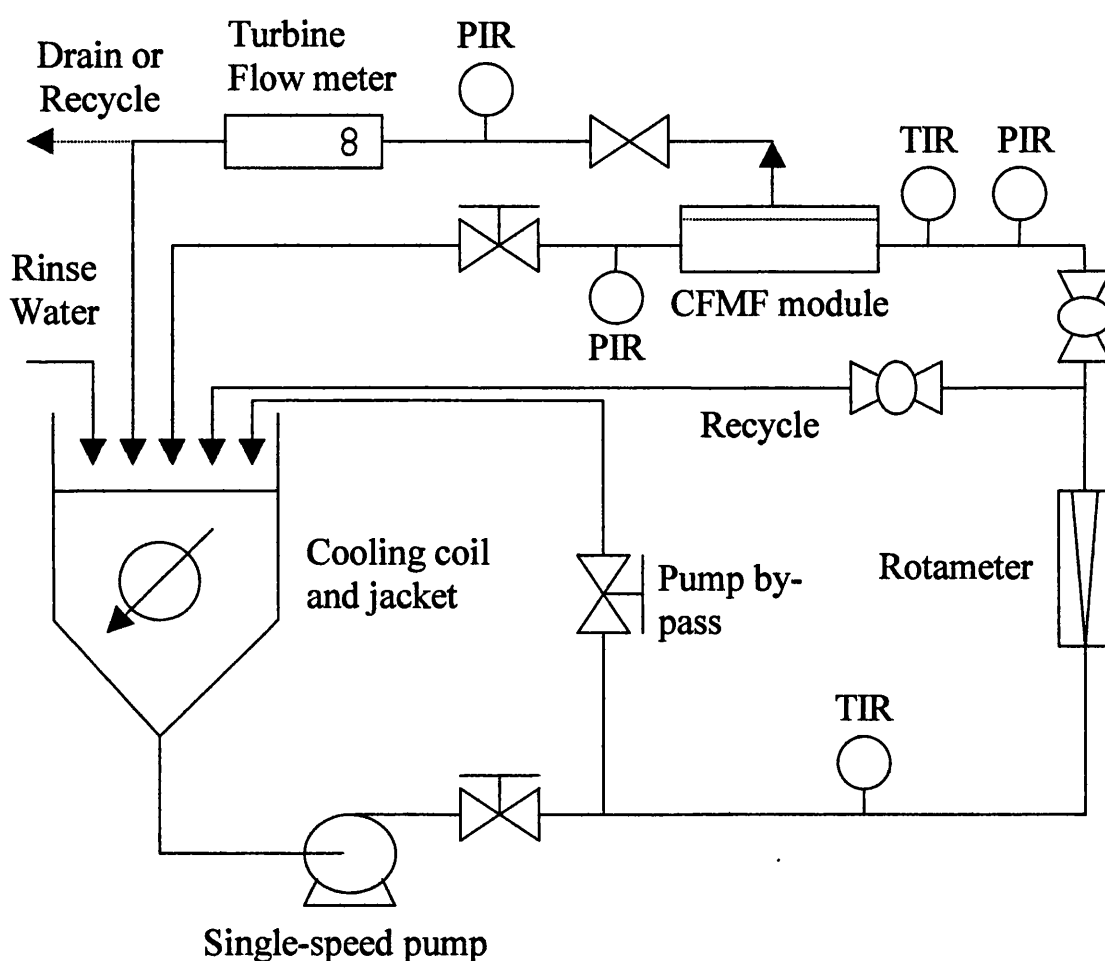 Drain or
Recycle
Turbine
Flow meter
PIR
8
TIR
PIR
Rinse
Water
CFMF module
PIR
Recycle
Cooling coil
and jacket
Pump by-
pass
Rotameter
TIR
Single-speed pump